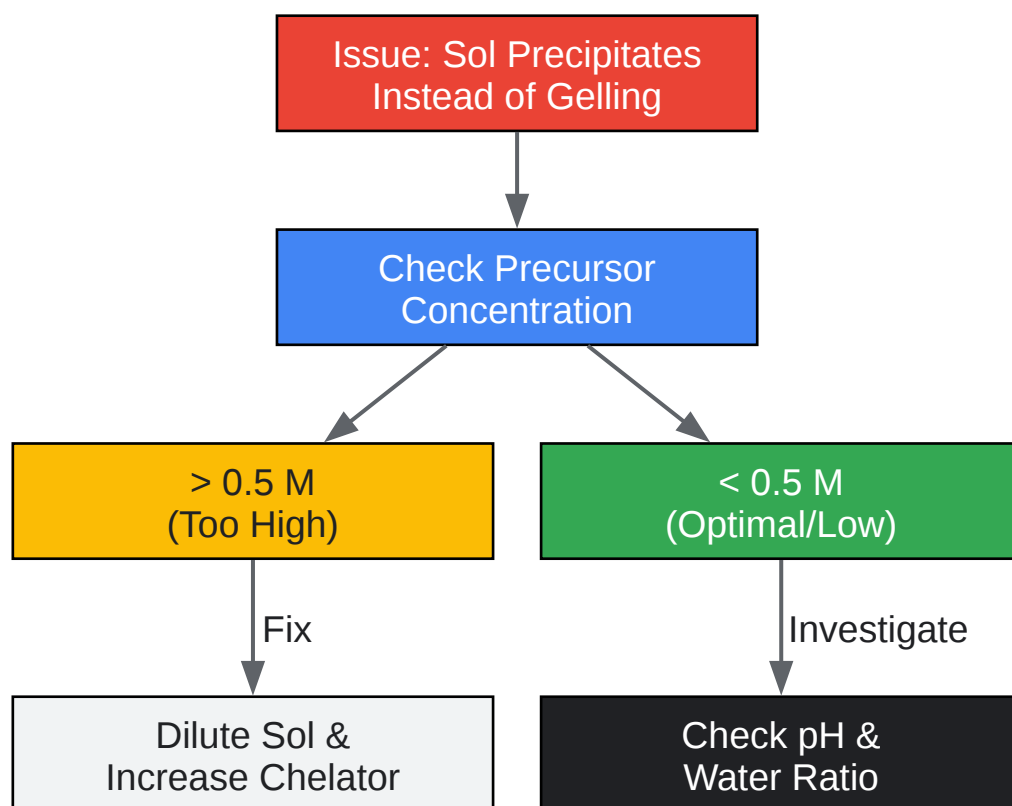 Issue: Sol Precipitates
Instead of Gelling
Check Precursor
Concentration
> 0.5 M
(Too High)
< 0.5 M
(Optimal/Low)
Fix
Investigate
Dilute Sol &
Increase Chelator
Check pH &
Water Ratio